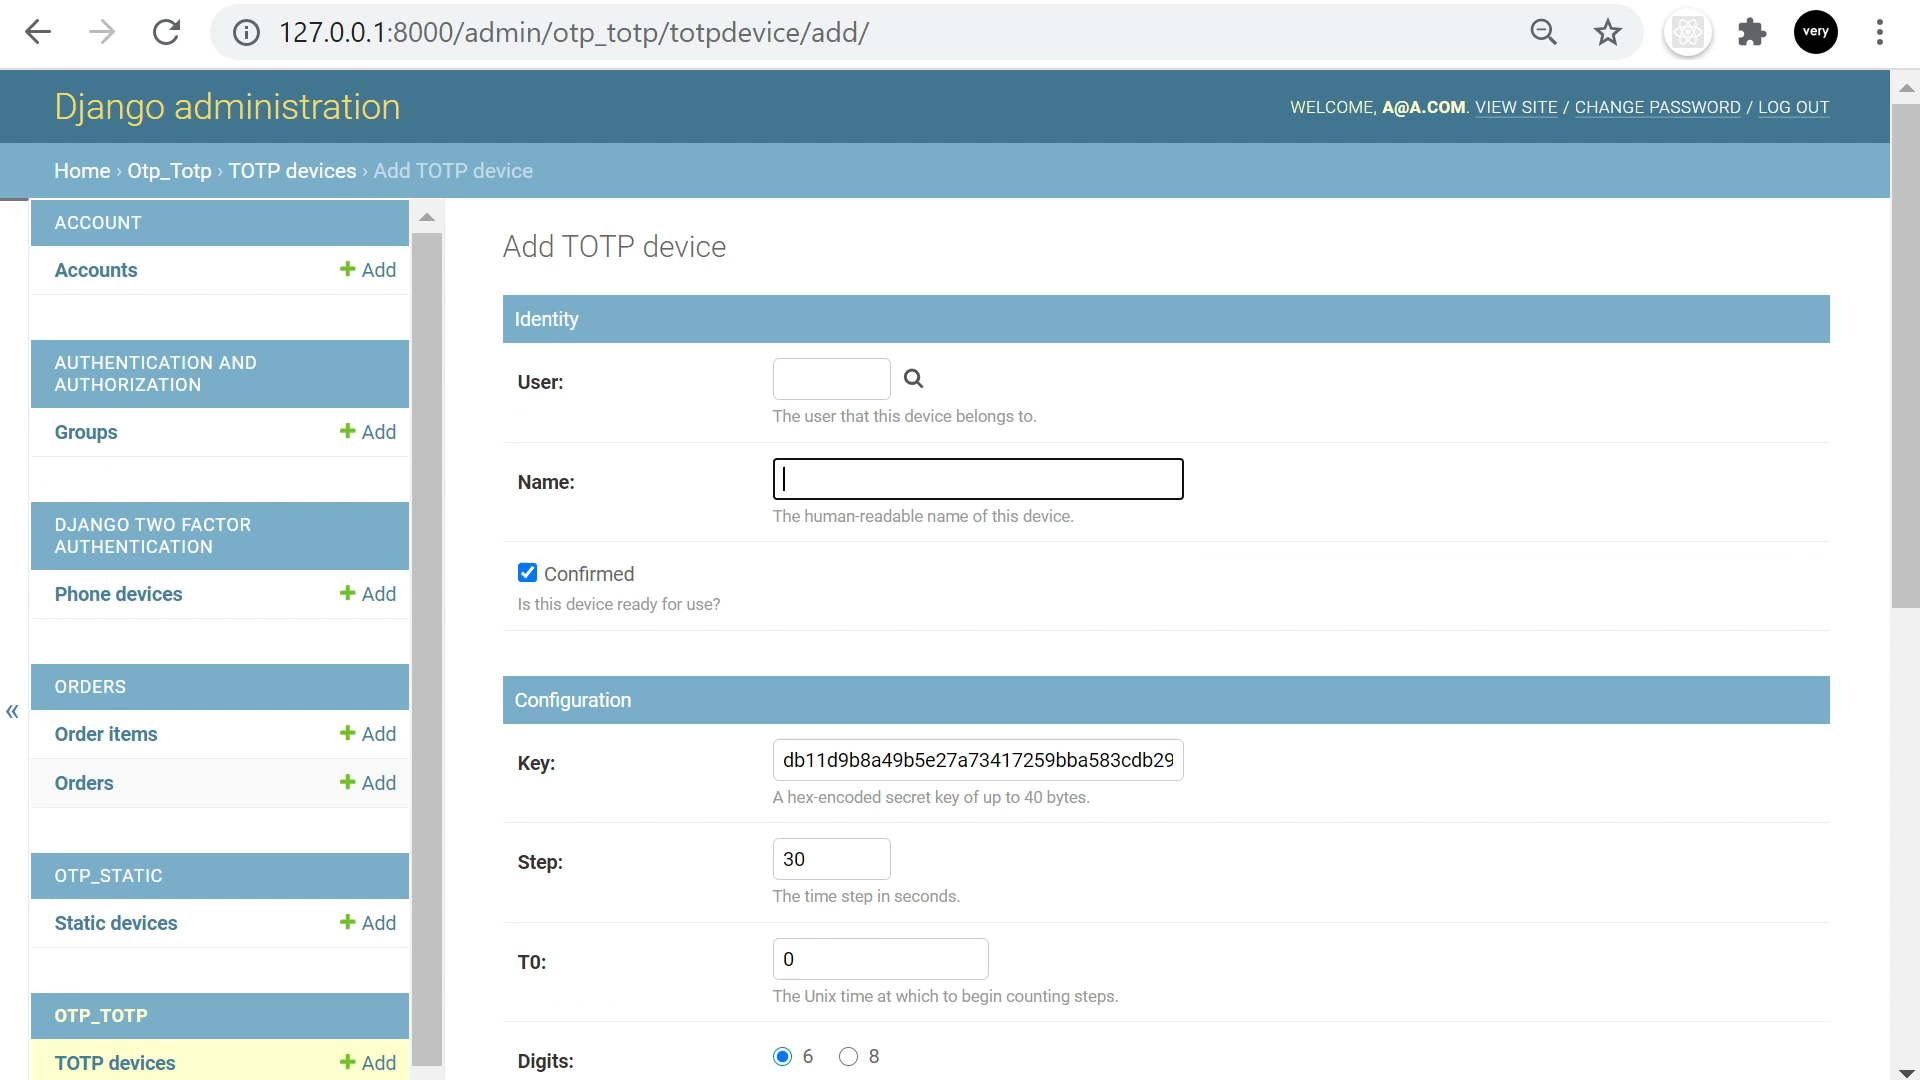 127.0.0.1:8000/admin/otp_totp/totpdevice/add/
very
Django administration
WELCOME, A@A.COM. VIEW SITE / CHANGE PASSWORD / LOG OUT
Home › Otp_Totp › TOTP devices › Add TOTP device
ACCOUNT
Accounts
Add
AUTHENTICATION AND
AUTHORIZATION
Groups
Add
DJANGO TWO FACTOR
AUTHENTICATION
Phone devices
Add
ORDERS
Order items
Add
Orders
Add
OTP_STATIC
Static devices
Add
OTP_TOTP
TOTP devices
Add
«
Add TOTP device
Identity
User:
The user that this device belongs to.
Name:
The human-readable name of this device.
Confirmed
Is this device ready for use?
Configuration
Key:
db11d9b8a49b5e27a73417259bba583cdb29
A hex-encoded secret key of up to 40 bytes.
Step:
30
The time step in seconds.
T0:
0
The Unix time at which to begin counting steps.
Digits:
6
8